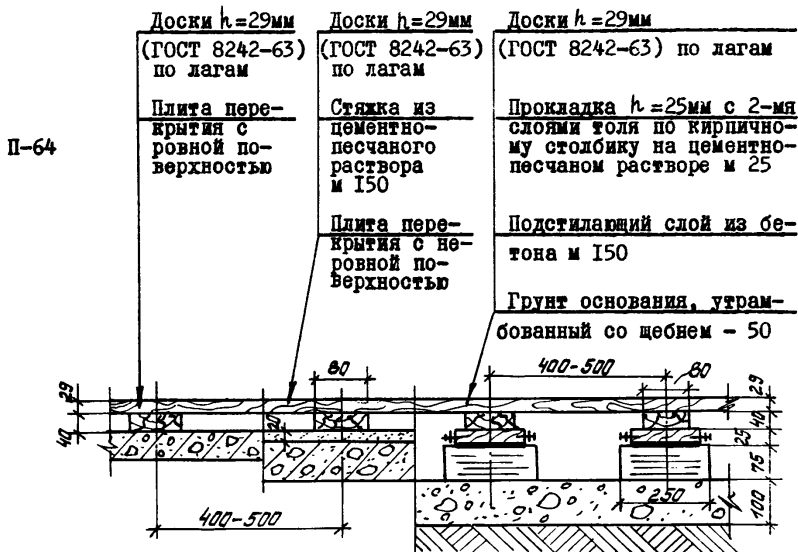 П-64
Доски h=29мм
(ГОСТ 8242-63)
по лагам
Плита пере-
крытия с
ровной по-
верхностью
Доски h=29мм
(ГОСТ 8242-63)
по лагам
Стяжка из
цементно-
песчаного
раствора
м 150
Плита пере-
крытия с не-
ровной по-
верхностью
Доски h=29мм
(ГОСТ 8242-63) по лагам
Прокладка h=25мм с 2-мя
слоями толя по кирпично-
му столбику на цементно-
песчаном растворе м 25
Подстилающий слой из бе-
тона м 150
Грунт основания, утрам-
бованный со щебнем - 50
29
40
80
20
400-500
400-500
80
250
29
40
25
75
100